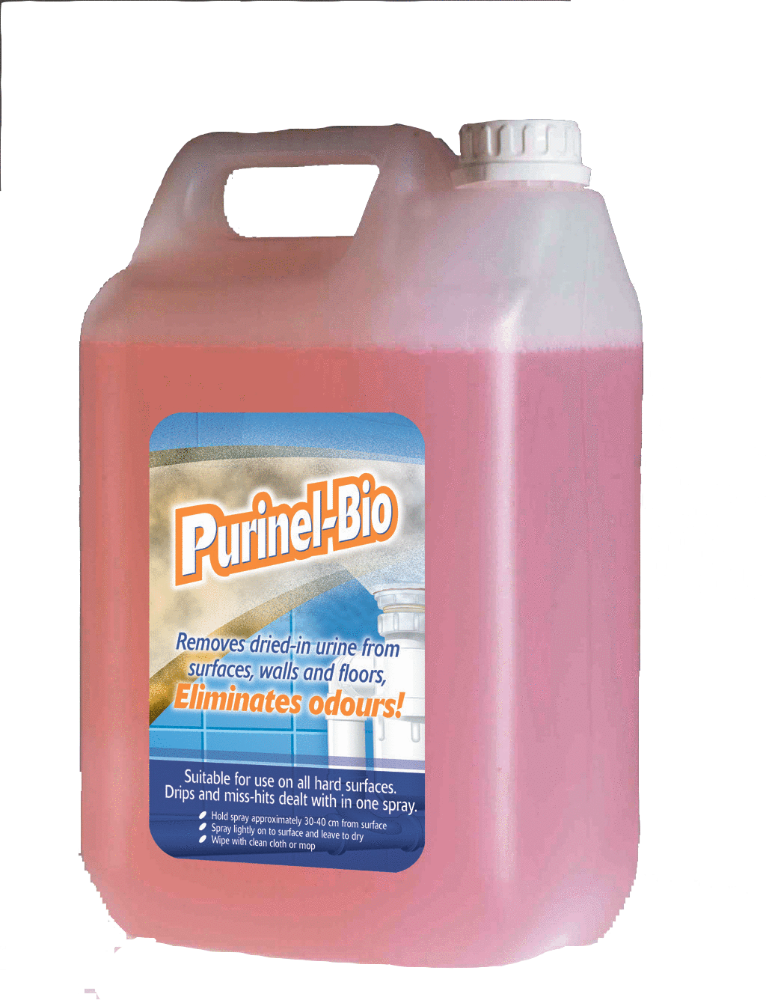 Purinel-Bio
Removes dried-in urine from
surfaces, walls and floors,
Eliminates odours!
Suitable for use on all hard surfaces.
Drips and miss-hits dealt with in one spray.
Hold spray approximately 30-40 cm from surface
Spray lightly on to surface and leave to dry
Wipe with clean cloth or mop